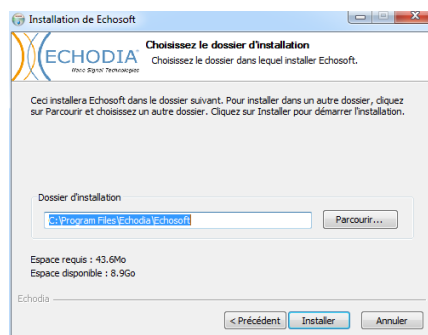 Installation de Echosoft
ECHODIA
Choisissez le dossier d'installation
Choisissez le dossier dans lequel installer Echosoft.
Ceci installera Echosoft dans le dossier suivant. Pour installer dans un autre dossier, cliquez
sur Parcourir et choisissez un autre dossier. Cliquez sur Installer pour démarrer l'installation.
Dossier d'installation
C:\Program Files\Echodia\Echosoft
Parcourir...
Espace requis : 43.6Mo
Espace disponible : 8.9Go
Echodia
< Précédent
Installer
Annuler